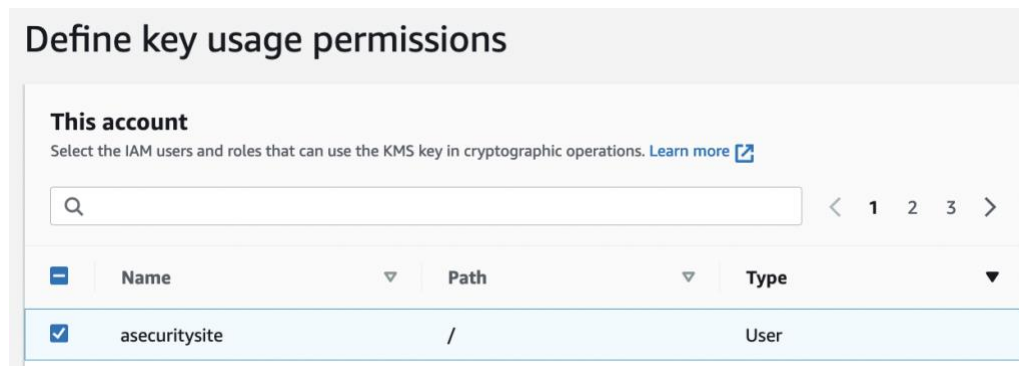 Define key usage permissions
This account
Select the IAM users and roles that can use the KMS key in cryptographic operations. Learn more
1 2 3
Name Path Type
asecuritysite / User